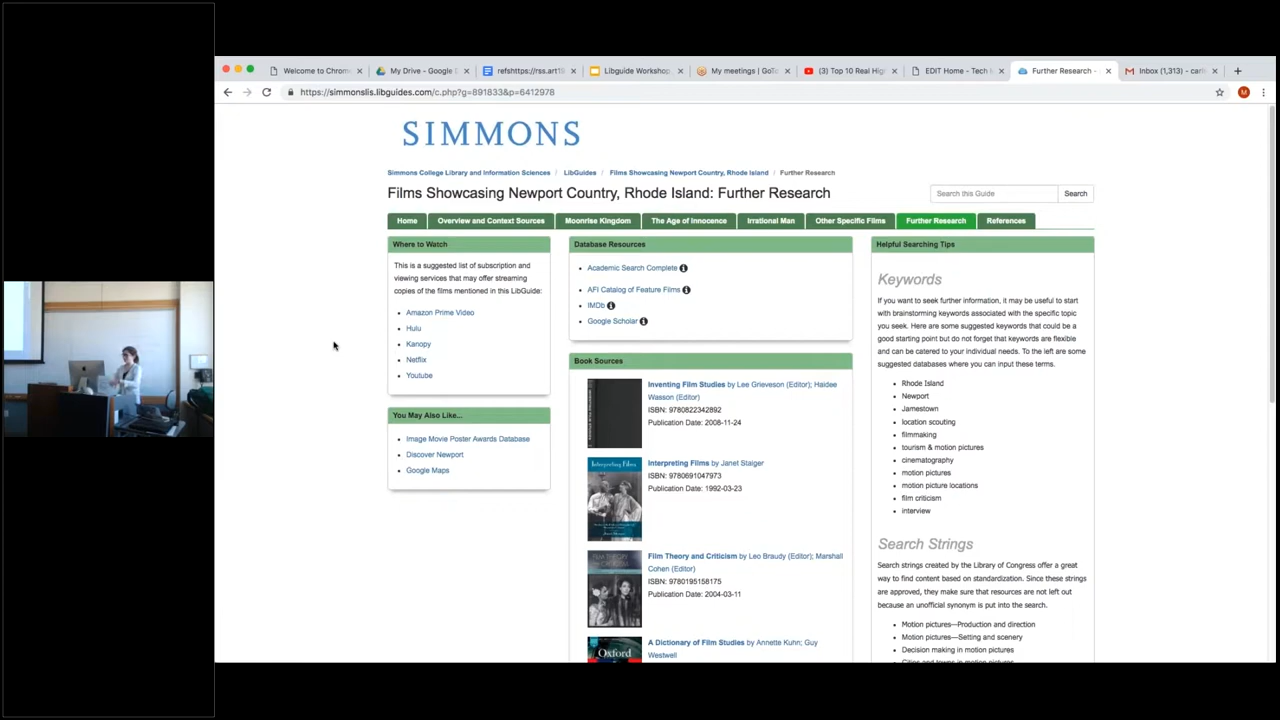 Welcome to Chrom
My Drive - Google D
refshttps://rss.art18
Libguide Workshop
My meetings | GoTo
(3) Top 10 Real Hig
EDIT Home - Tech
Further Research -
Inbox (1,313) - carli
https://simmonslis.libguides.com/c.php?g=891833&p=6412978
M
SIMMONS
Simmons College Library and Information Sciences / LibGuides / Films Showcasing Newport Country, Rhode Island / Further Research
Films Showcasing Newport Country, Rhode Island: Further Research
Search this Guide
Search
Home
Overview and Context Sources
Moonrise Kingdom
The Age of Innocence
Irrational Man
Other Specific Films
Further Research
References
Where to Watch
This is a suggested list of subscription and
viewing services that may offer streaming
copies of the films mentioned in this LibGuide:
Amazon Prime Video
Hulu
Kanopy
Netflix
Youtube
You May Also Like...
Image Movie Poster Awards Database
Discover Newport
Google Maps
Database Resources
Academic Search Complete
AFI Catalog of Feature Films
IMDb
Google Scholar
Book Sources
Inventing Film Studies by Lee Grieveson (Editor); Haidee
Wasson (Editor)
ISBN: 9780822342892
Publication Date: 2008-11-24
Interpreting Films
Interpreting Films by Janet Staiger
ISBN: 9780691047973
Publication Date: 1992-03-23
FILM THEORY
Film Theory and Criticism by Leo Braudy (Editor); Marshall
Cohen (Editor)
ISBN: 9780195158175
Publication Date: 2004-03-11
Oxford
A Dictionary of Film Studies by Annette Kuhn; Guy
Westwell
Helpful Searching Tips
Keywords
If you want to seek further information, it may be useful to start
with brainstorming keywords associated with the specific topic
you seek. Here are some suggested keywords that could be a
good starting point but do not forget that keywords are flexible
and can be catered to your individual needs. To the left are some
suggested databases where you can input these terms.
Rhode Island
Newport
Jamestown
location scouting
filmmaking
tourism & motion pictures
cinematography
motion pictures
motion picture locations
film criticism
interview
Search Strings
Search strings created by the Library of Congress offer a great
way to find content based on standardization. Since these strings
are approved, they make sure that resources are not left out
because an unofficial synonym is put into the search.
Motion pictures—Production and direction
Motion pictures—Setting and scenery
Decision making in motion pictures
Cities and towns in motion pictures